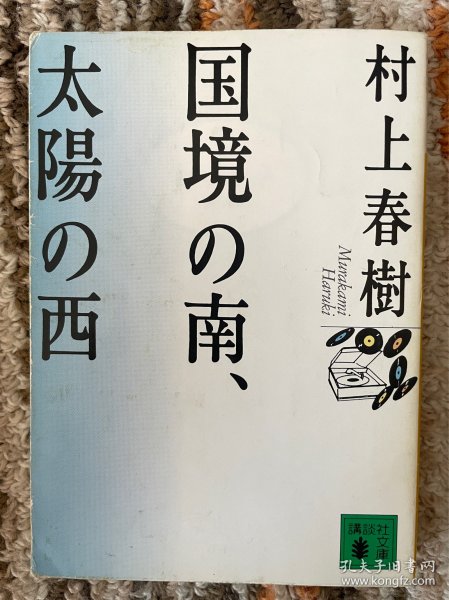 村上春樹
Murakami
Haruki
国境の南、
太陽の西
講談社
文庫
孔夫子旧书网
www.kongfz.com